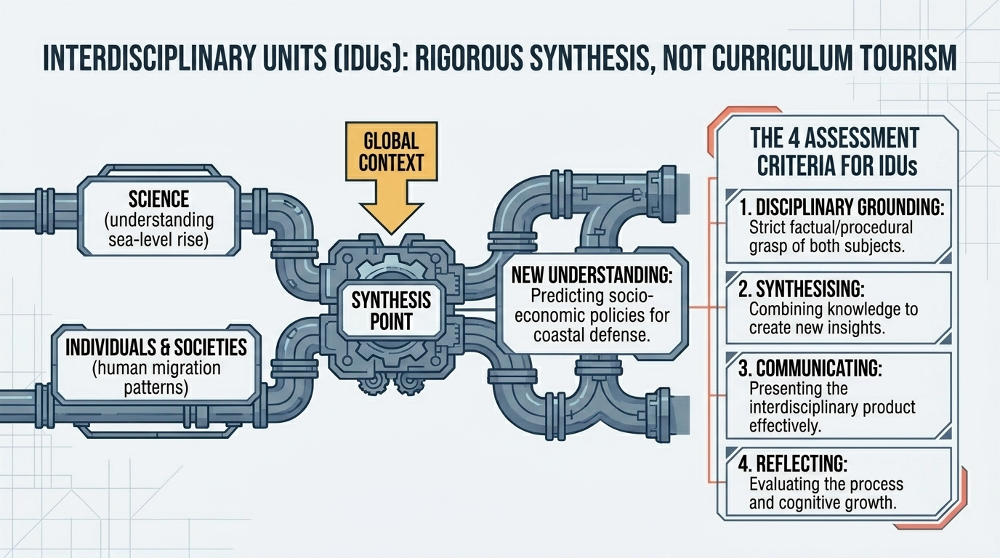 INTERDISCIPLINARY UNITS (IDUs): RIGOROUS SYNTHESIS, NOT CURRICULUM TOURISM
GLOBAL
CONTEXT
SCIENCE
(understanding
sea-level rise)
INDIVIDUALS & SOCIETIES
(human migration
patterns)
SYNTHESIS
POINT
NEW UNDERSTANDING:
Predicting socio-
economic policies for
coastal defense.
THE 4 ASSESSMENT
CRITERIA FOR IDUs
1. DISCIPLINARY GROUNDING:
Strict factual/procedural
grasp of both subjects.
2. SYNTHESISING:
Combining knowledge to
create new insights.
3. COMMUNICATING:
Presenting the
interdisciplinary product
effectively.
4. REFLECTING:
Evaluating the process
and cognitive growth.